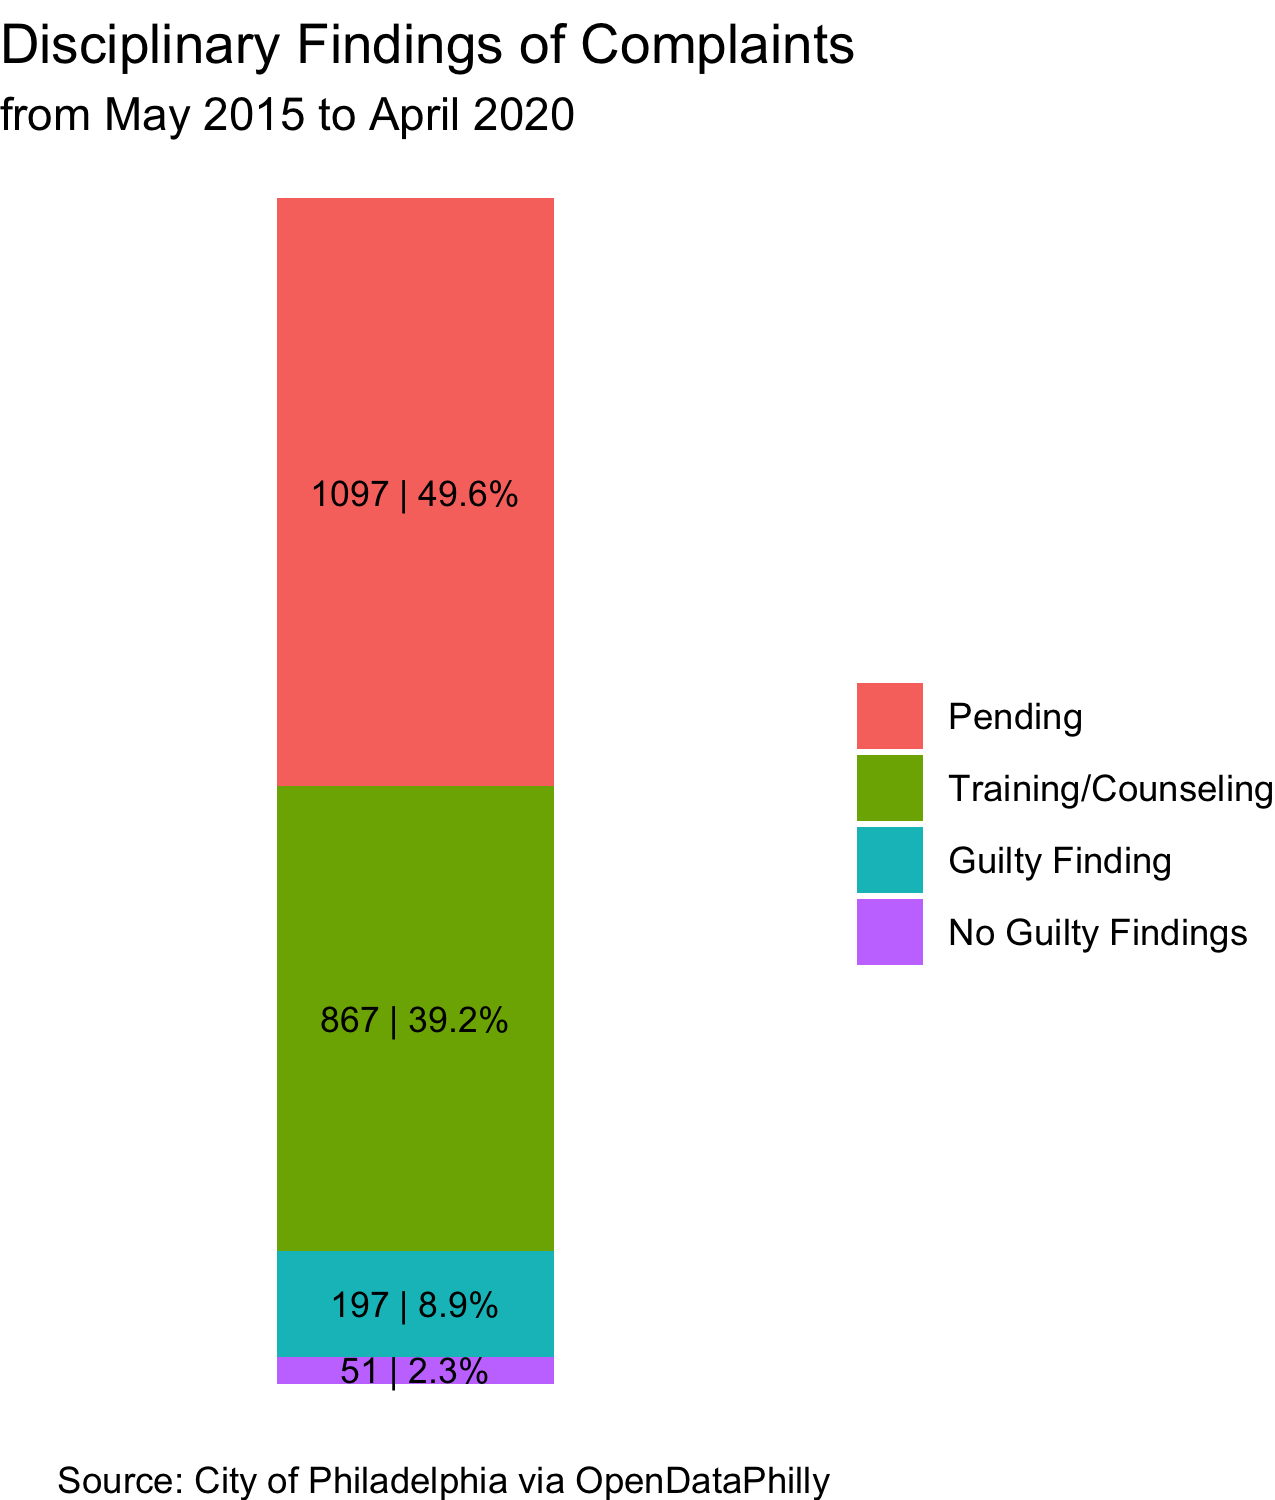 Disciplinary Findings of Complaints
from May 2015 to April 2020
1097 | 49.6%
867 | 39.2%
197 | 8.9%
51 | 2.3%
Pending
Training/Counseling
Guilty Finding
No Guilty Findings
Source: City of Philadelphia via OpenDataPhilly